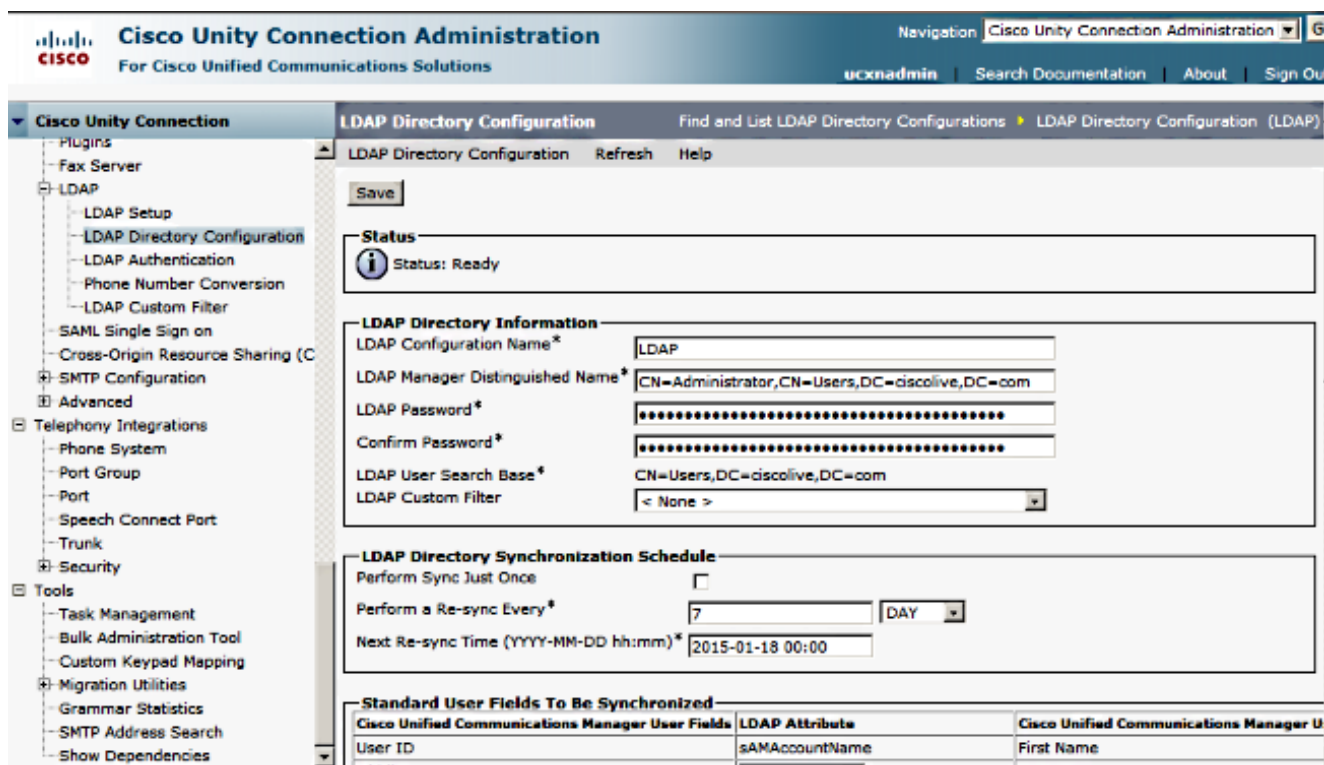 Cisco Unity Connection Administration
For Cisco Unified Communications Solutions
CISCO
Navigation Cisco Unity Connection Administration
ucxnadmin | Search Documentation | About | Sign Ou
Cisco Unity Connection
Plugins
Fax Server
LDAP
LDAP Setup
LDAP Directory Configuration
LDAP Authentication
Phone Number Conversion
LDAP Custom Filter
SAML Single Sign on
Cross-Origin Resource Sharing (C
SMTP Configuration
Advanced
Telephony Integrations
Phone System
Port Group
Port
Speech Connect Port
Trunk
Security
Tools
Task Management
Bulk Administration Tool
Custom Keypad Mapping
Migration Utilities
Grammar Statistics
SMTP Address Search
Show Dependencies
LDAP Directory Configuration Find and List LDAP Directory Configurations LDAP Directory Configuration (LDAP)
LDAP Directory Configuration Refresh Help
Save
Status
Status: Ready
LDAP Directory Information
LDAP Configuration Name* LDAP
LDAP Manager Distinguished Name* CN=Administrator,CN=Users,DC=ciscolive,DC=com
LDAP Password*
Confirm Password*
LDAP User Search Base* CN=Users,DC=ciscolive,DC=com
LDAP Custom Filter < None >
LDAP Directory Synchronization Schedule
Perform Sync Just Once
Perform a Re-sync Every* 7 DAY
Next Re-sync Time (YYYY-MM-DD hh:mm)* 2015-01-18 00:00
Standard User Fields To Be Synchronized
Cisco Unified Communications Manager User Fields LDAP Attribute Cisco Unified Communications Manager U
User ID sAMAccountName First Name